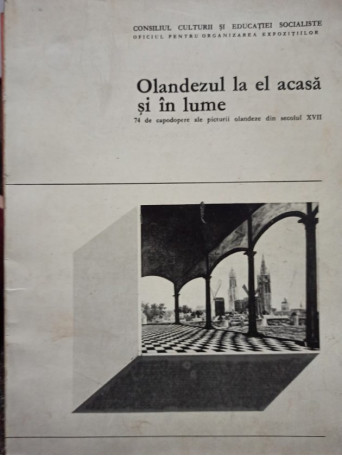 CONSILIUL CULTURII ȘI EDUCAȚIEI SOCIALISTE
OFICIUL PENTRU ORGANIZAREA EXPOZIȚIILOR
Olandezul la el acasă
și în lume
74 de capodopere ale picturii olandeze din secolul XVII